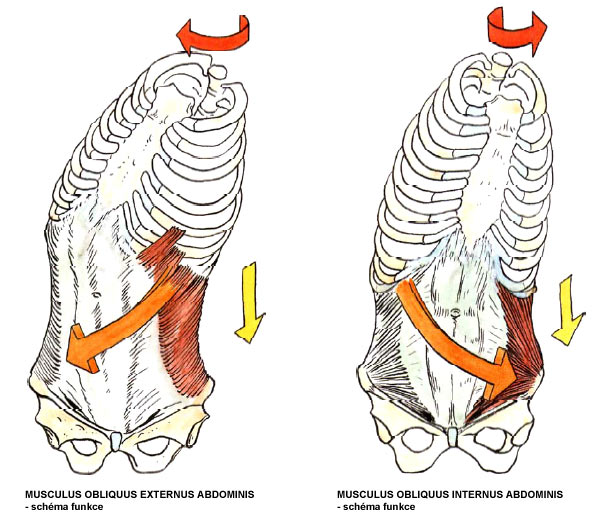 MUSCULUS OBLIQUUS EXTERNUS ABDOMINIS
- schéma funkce
MUSCULUS OBLIQUUS INTERNUS ABDOMINIS
- schéma funkce